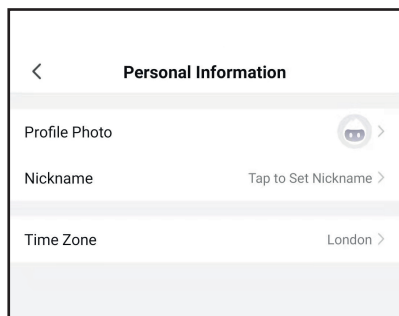 Personal Information
Profile Photo
Nickname Tap to Set Nickname
Time Zone London